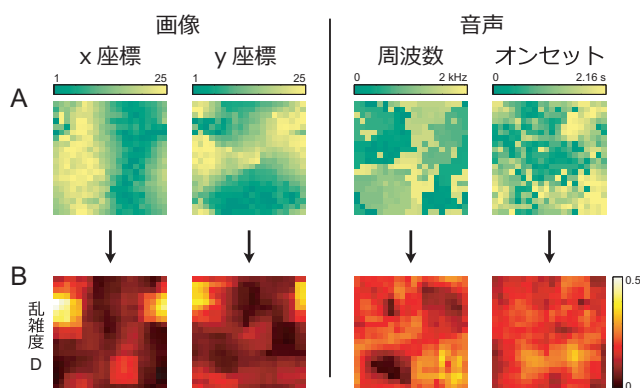 画像
音声
x 座標
y 座標
周波数
オンセット
1 25
1 25
0 2 kHz
0 2.16 s
A
B
乱雑度 D
0.5
0